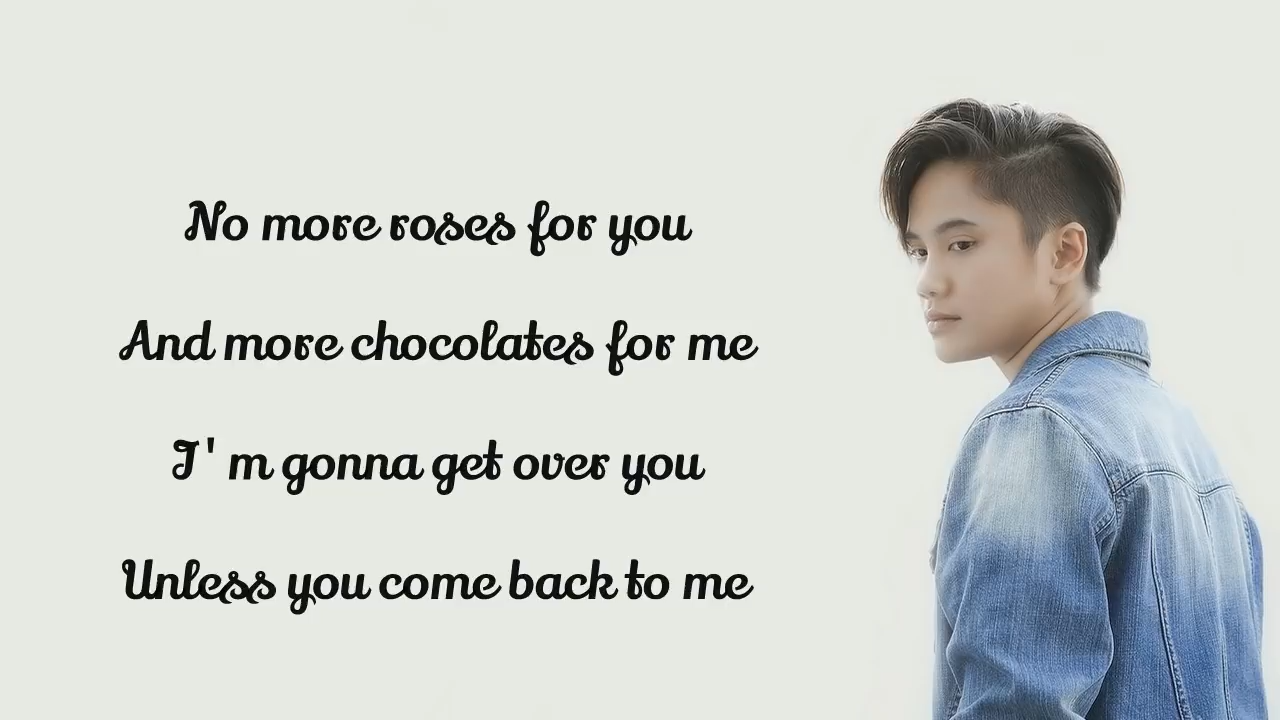 No more roses for you
And more chocolates for me
I'm gonna get over you
Unless you come back to me